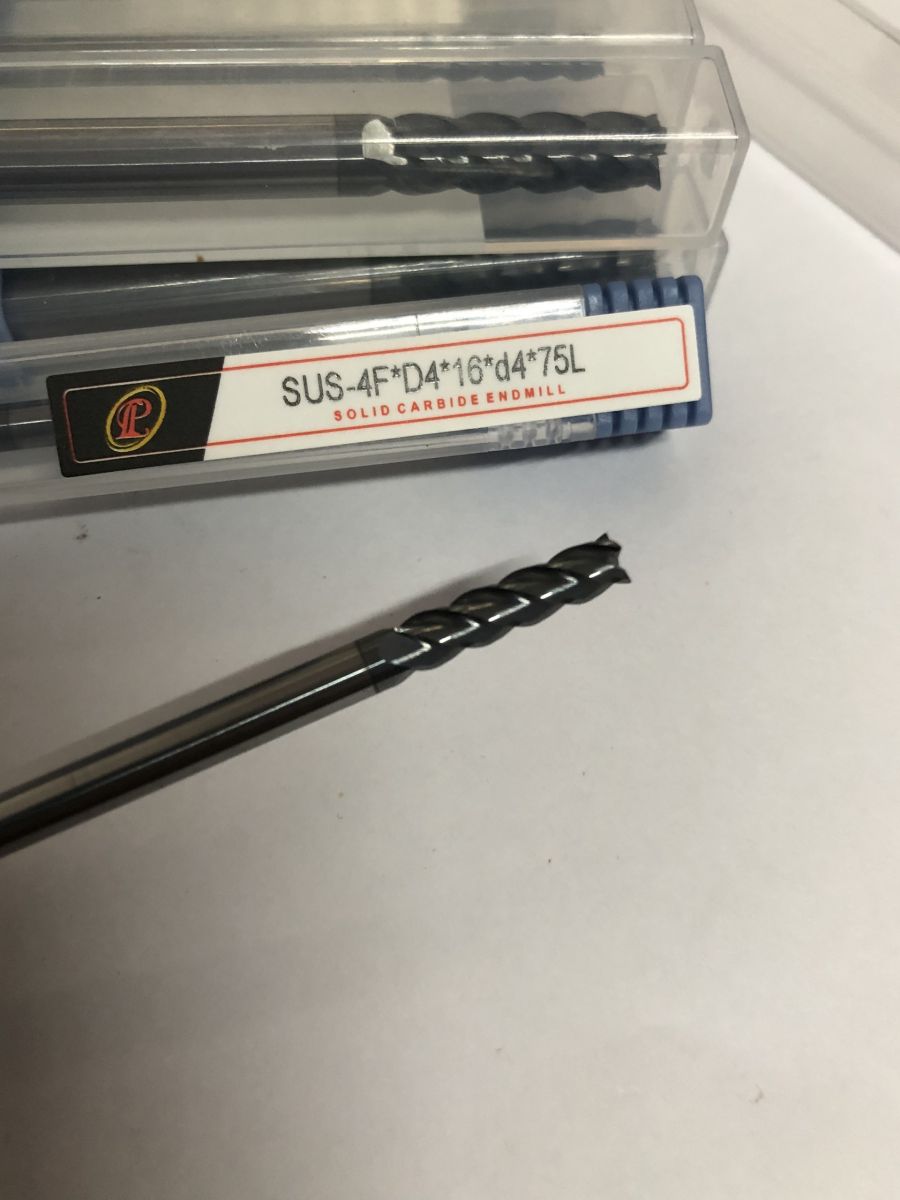 SUS-4F*D4*16*d4*75L
SOLID CARBIDE ENDMILL